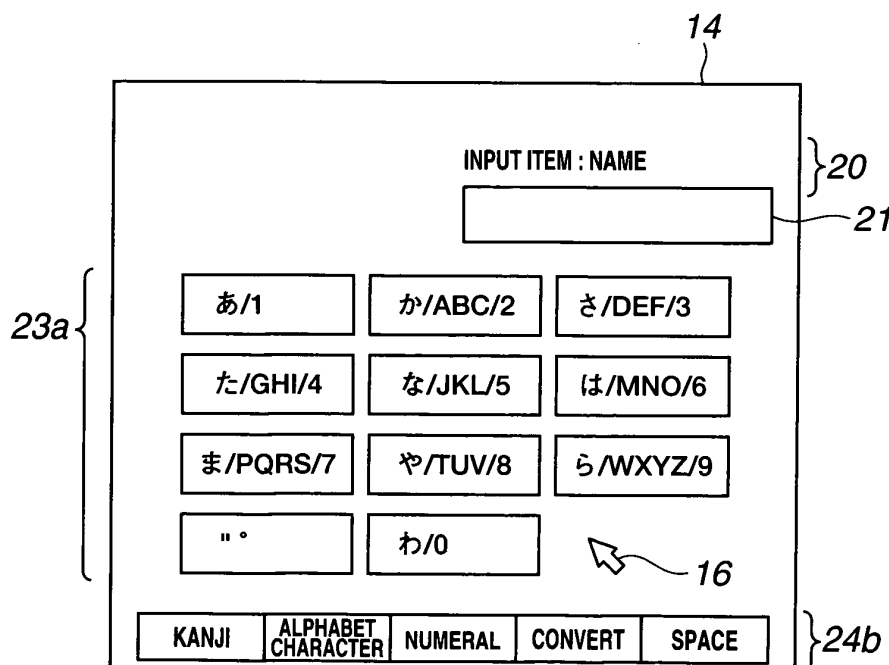 14
INPUT ITEM : NAME
20
21
23a
あ/1 か/ABC/2 さ/DEF/3
た/GHI/4 な/JKL/5 は/MNO/6
ま/PQRS/7 や/TUV/8 ら/WXYZ/9
" ° わ/0
16
KANJI ALPHABET CHARACTER NUMERAL CONVERT SPACE
24b